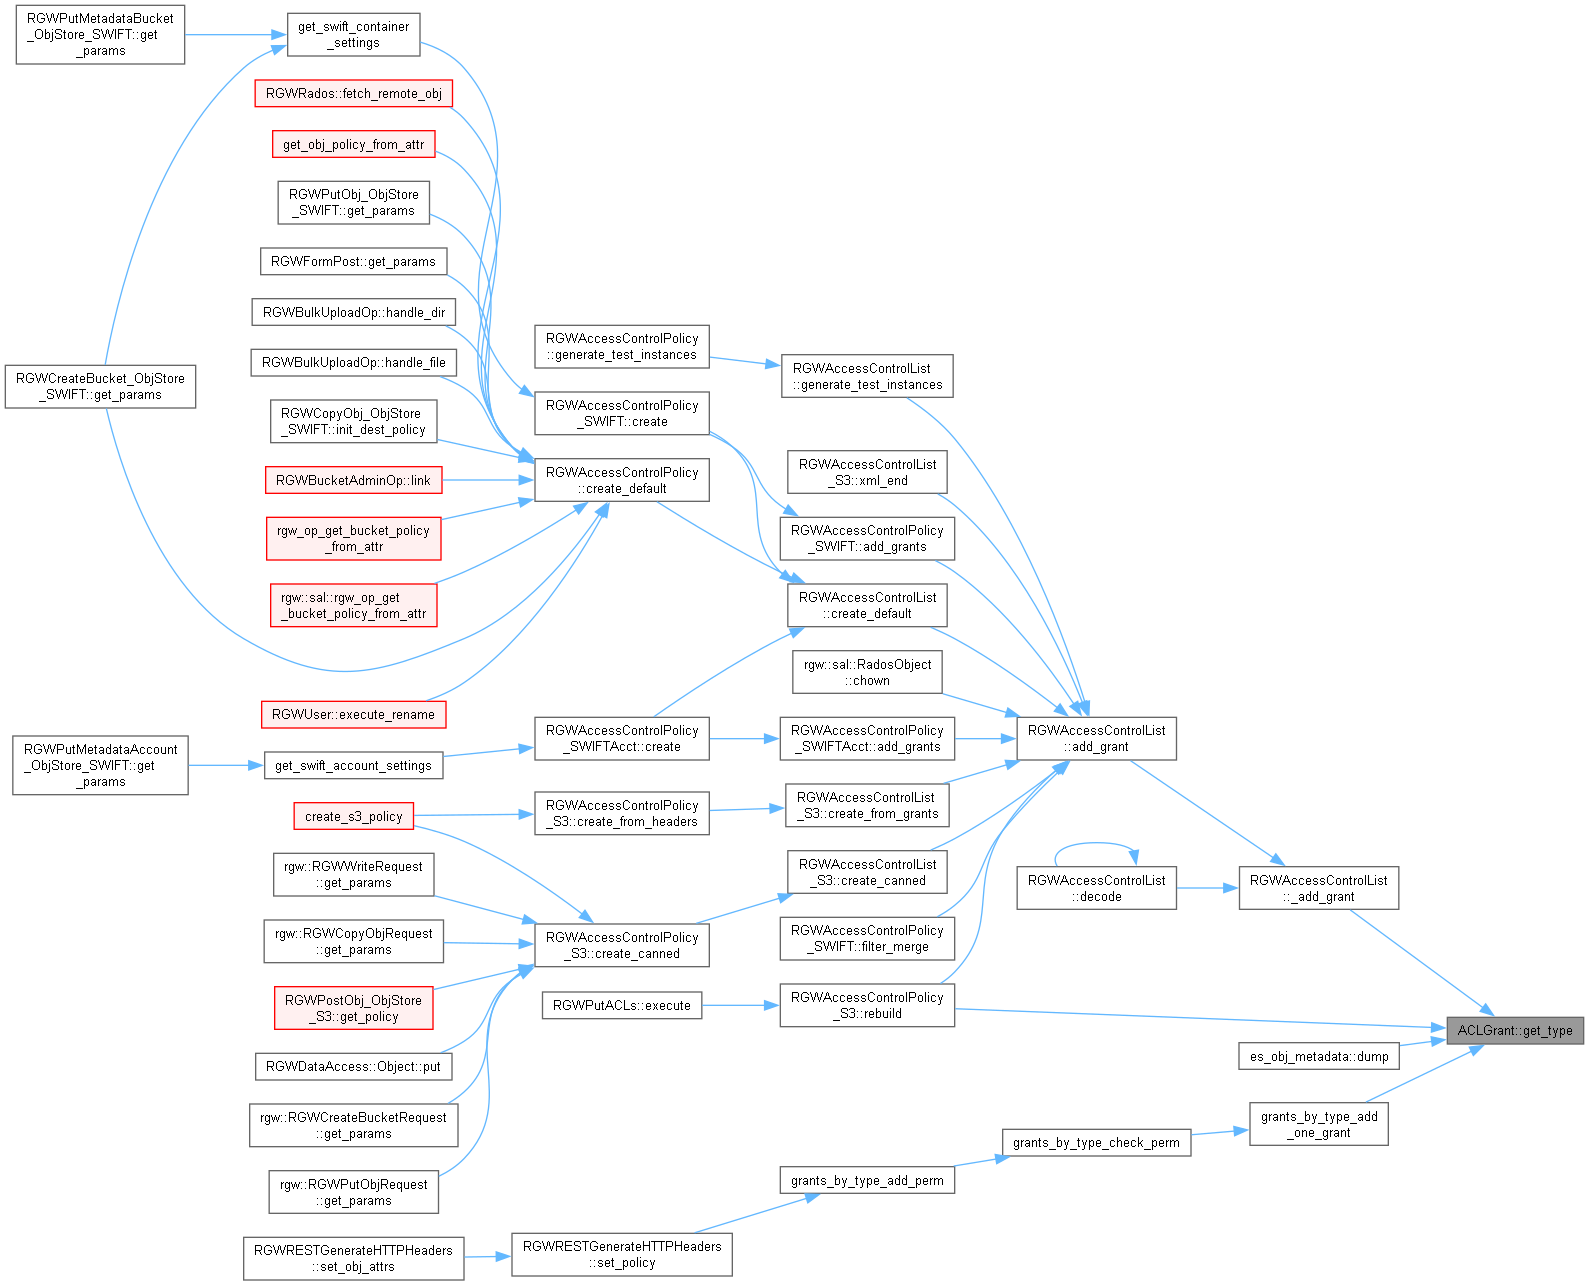 RGWPutMetadataBucket
_ObjStore_SWIFT::get
_params
get_swift_container
_settings
RGWRados::fetch_remote_obj
get_obj_policy_from_attr
RGWPutObj_ObjStore
_SWIFT::get_params
RGWFormPost::get_params
RGWBulkUploadOp::handle_dir
RGWBulkUploadOp::handle_file
RGWCreateBucket_ObjStore
_SWIFT::get_params
RGWCopyObj_ObjStore
_SWIFT::init_dest_policy
RGWBucketAdminOp::link
rgw_op_get_bucket_policy
_from_attr
rgw::sal::rgw_op_get
_bucket_policy_from_attr
RGWUser::execute_rename
RGWPutMetadataAccount
_ObjStore_SWIFT::get
_params
get_swift_account_settings
create_s3_policy
rgw::RGWWriteRequest
::get_params
rgw::RGWCopyObjRequest
::get_params
RGWPostObj_ObjStore
_S3::get_policy
RGWDataAccess::Object::put
rgw::RGWCreateBucketRequest
::get_params
rgw::RGWPutObjRequest
::get_params
RGWRESTGenerateHTTPHeaders
::set_obj_attrs
RGWAccessControlPolicy
::generate_test_instances
RGWAccessControlPolicy
_SWIFT::create
RGWAccessControlPolicy
::create_default
RGWAccessControlPolicy
_SWIFTAcct::create
RGWAccessControlPolicy
_S3::create_from_headers
RGWAccessControlPolicy
_S3::create_canned
RGWPutACLs::execute
RGWRESTGenerateHTTPHeaders
::set_policy
RGWAccessControlList
::generate_test_instances
RGWAccessControlList
_S3::xml_end
RGWAccessControlPolicy
_SWIFT::add_grants
RGWAccessControlList
::create_default
rgw::sal::RadosObject
::chown
RGWAccessControlPolicy
_SWIFTAcct::add_grants
RGWAccessControlList
_S3::create_from_grants
RGWAccessControlList
_S3::create_canned
RGWAccessControlPolicy
_SWIFT::filter_merge
RGWAccessControlPolicy
_S3::rebuild
grants_by_type_add_perm
RGWAccessControlList
::add_grant
RGWAccessControlList
::decode
grants_by_type_check_perm
RGWAccessControlList
::_add_grant
es_obj_metadata::dump
grants_by_type_add
_one_grant
ACLGrant::get_type